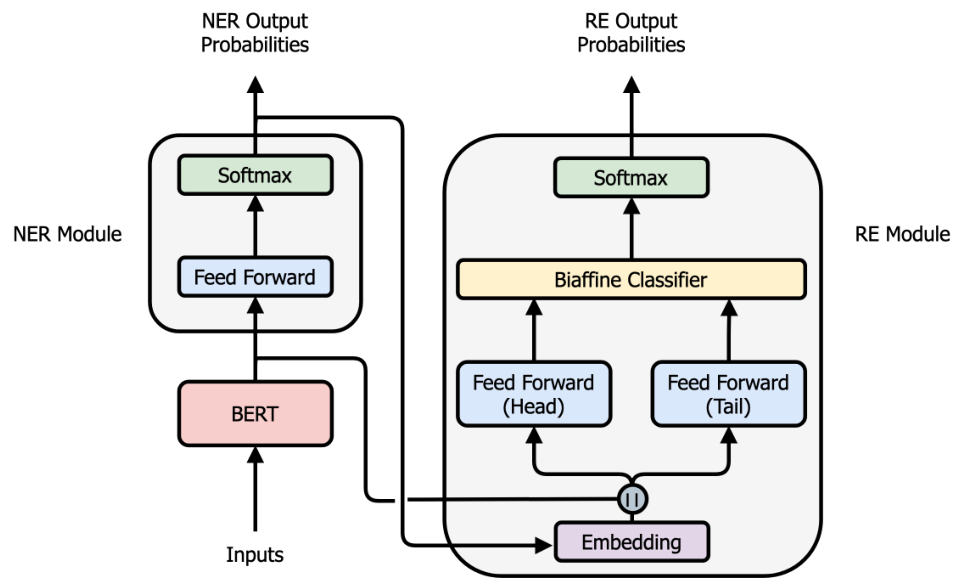 NER Output
Probabilities
RE Output
Probabilities
Softmax
Softmax
NER Module
RE Module
Feed Forward
Biaffine Classifier
Feed Forward
(Head)
Feed Forward
(Tail)
BERT
||
Inputs
Embedding